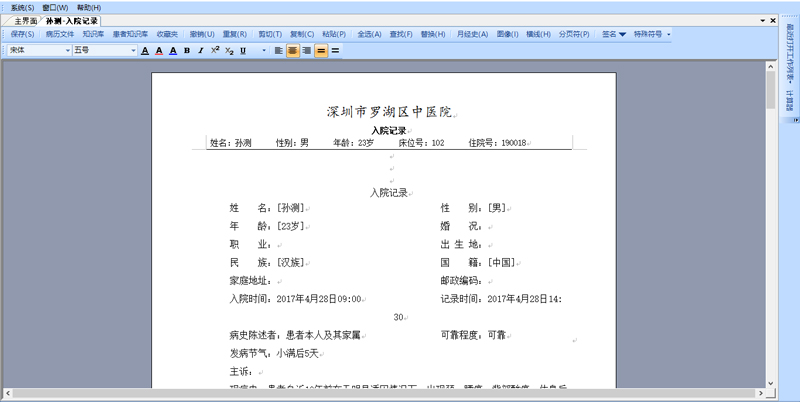 系统(S) 窗口(W) 帮助(H)
主界面 孙测-入院记录
保存(S) 病历文件 知识库 患者知识库 收藏夹 撤销(U) 重复(R) 剪切(T) 复制(C) 粘贴(P) 全选(A) 查找(F) 替换(H) 月经史(A) 图像(I) 横线(H) 分页符(P) 签名 特殊符号
宋体 五号 A A A B I X² X₂ U
最近打开工作列表
计算器
深圳市罗湖区中医院
入院记录
姓名：孙测 性别：男 年龄：23岁 床位号：102 住院号：190018
入院记录
姓 名：[孙测] 性 别：[男]
年 龄：[23岁] 婚 况：
职 业： 出 生 地：
民 族：[汉族] 国 籍：[中国]
家庭地址： 邮政编码：
入院时间：2017年4月28日09:00 记录时间：2017年4月28日14:
30
病史陈述者：患者本人及其家属 可靠程度：可靠
发病节气：小满后5天
主诉：